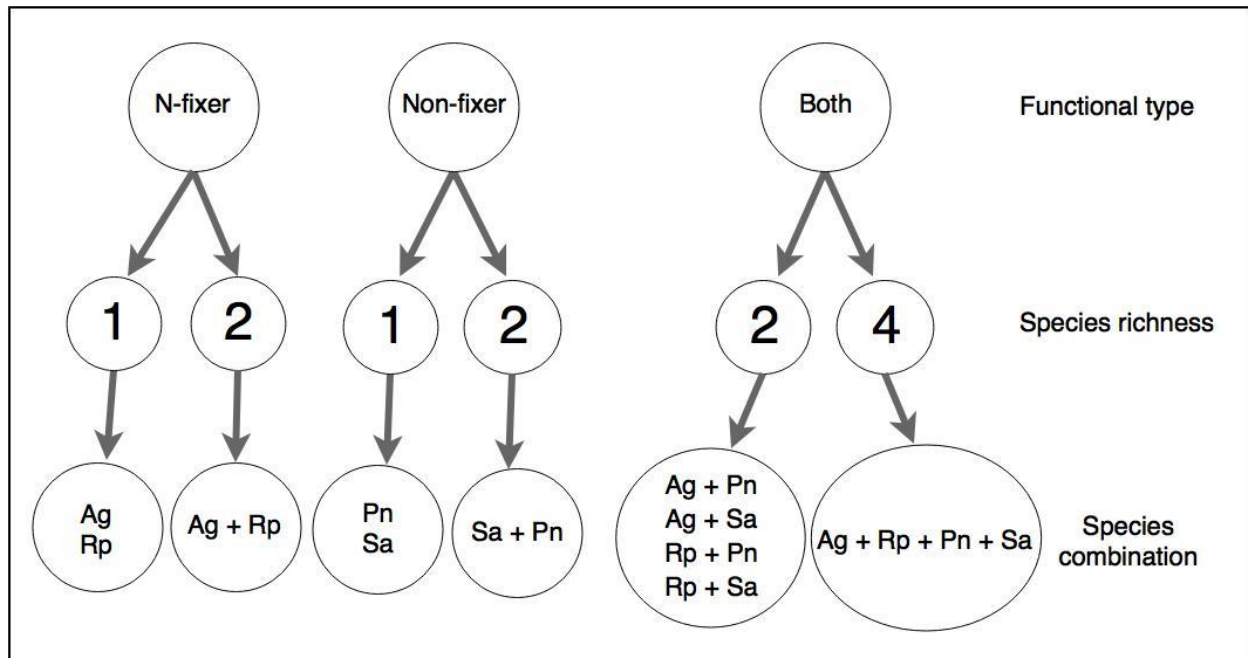 N-fixer
Non-fixer
Both
Functional type
1
2
1
2
2
4
Species richness
Ag
Rp
Ag + Rp
Pn
Sa
Sa + Pn
Ag + Pn
Ag + Sa
Rp + Pn
Rp + Sa
Ag + Rp + Pn + Sa
Species
combination